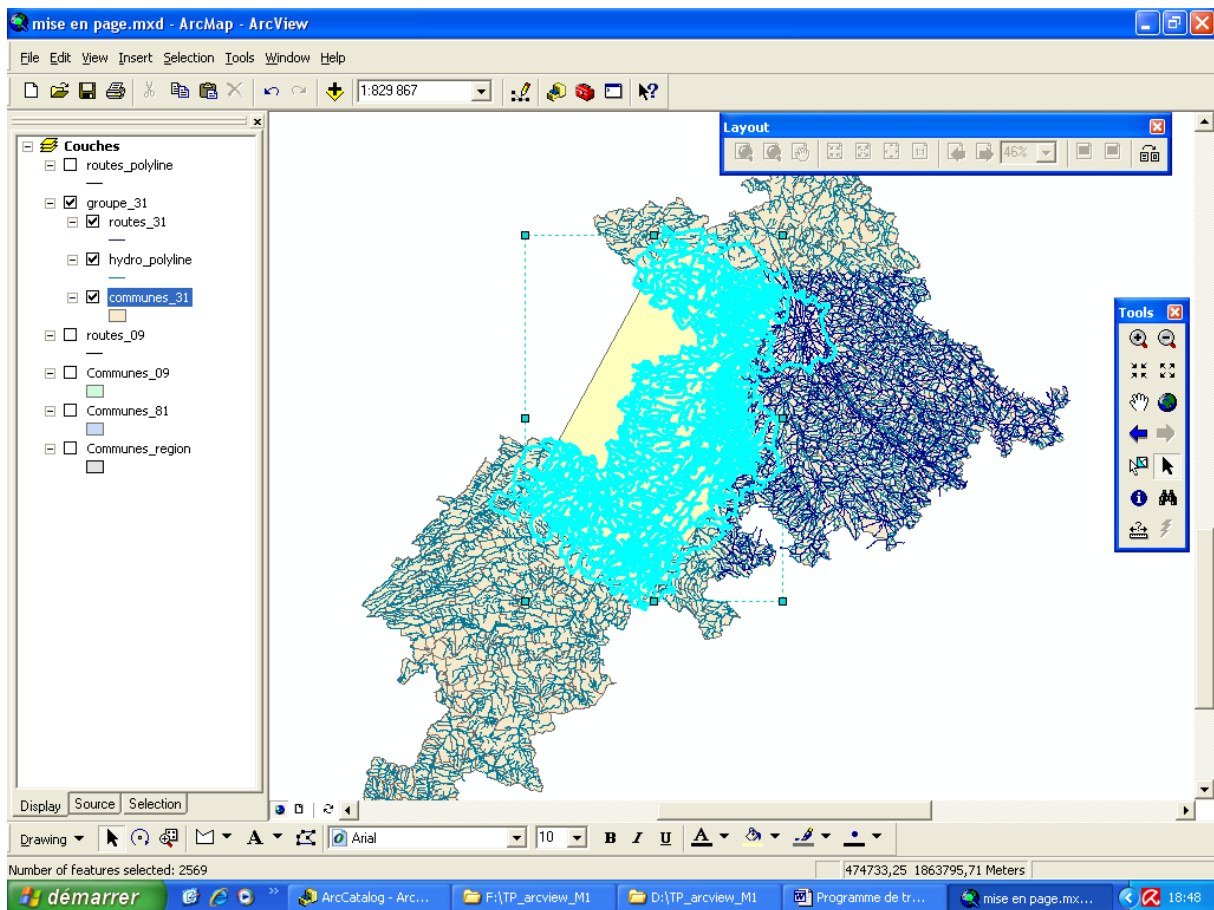 mise en page.mxd - ArcMap - ArcView
File Edit View Insert Selection Tools Window Help
1:829 867
Couches
routes_polyline
groupe_31
routes_31
hydro_polyline
communes_31
routes_09
Communes_09
Communes_81
Communes_region
Layout
1:1
46%
Tools
Display Source Selection
Drawing A Arial 10 B I U A
Number of features selected: 2569
474733,25 1863795,71 Meters
démarrer
ArcCatalog - Arc...
F:\TP_arcview_M1
D:\TP_arcview_M1
Programme de tr...
mise en page.mx...
18:48